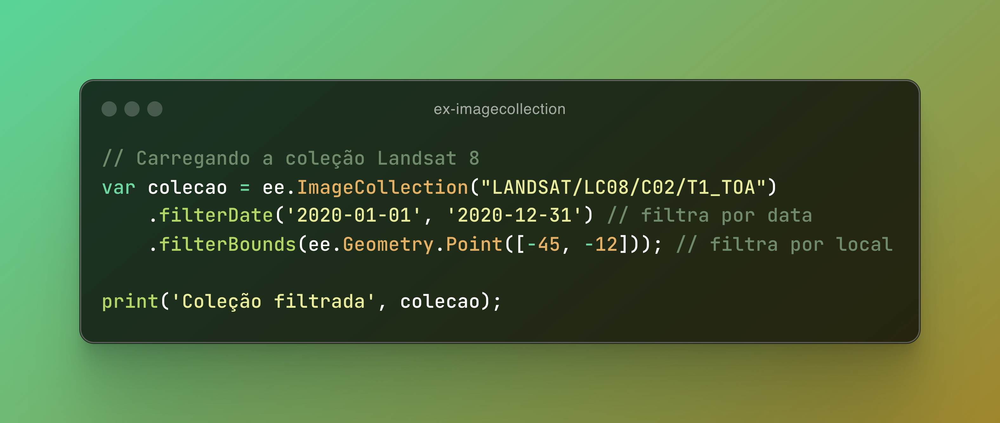 ex-imagecollection
// Carregando a coleção Landsat 8
var colecao = ee.ImageCollection("LANDSAT/LC08/C02/T1_TOA")
    .filterDate('2020-01-01', '2020-12-31') // filtra por data
    .filterBounds(ee.Geometry.Point([-45, -12])); // filtra por local
print('Coleção filtrada', colecao);